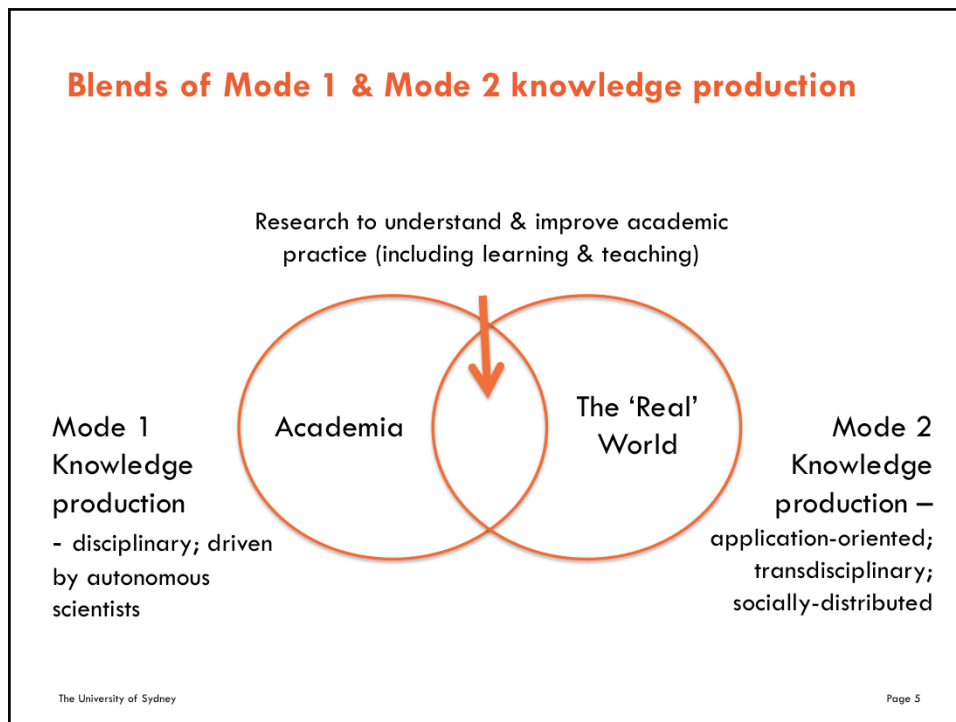 Blends of Mode 1 & Mode 2 knowledge production
Research to understand & improve academic
practice (including learning & teaching)
Academia
The ‘Real’
World
Mode 1
Knowledge
production
- disciplinary; driven
by autonomous
scientists
Mode 2
Knowledge
production –
application-oriented;
transdisciplinary;
socially-distributed
The University of Sydney
Page 5